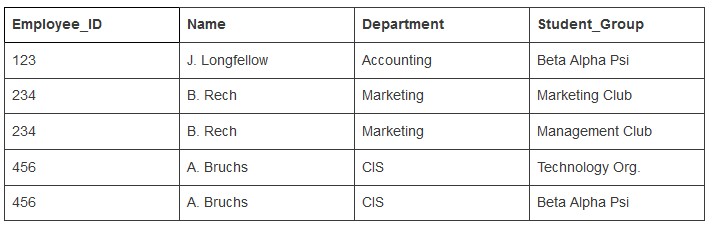 Employee_ID Name Department Student_Group
123 J. Longfellow Accounting Beta Alpha Psi
234 B. Rech Marketing Marketing Club
234 B. Rech Marketing Management Club
456 A. Bruchs CIS Technology Org.
456 A. Bruchs CIS Beta Alpha Psi